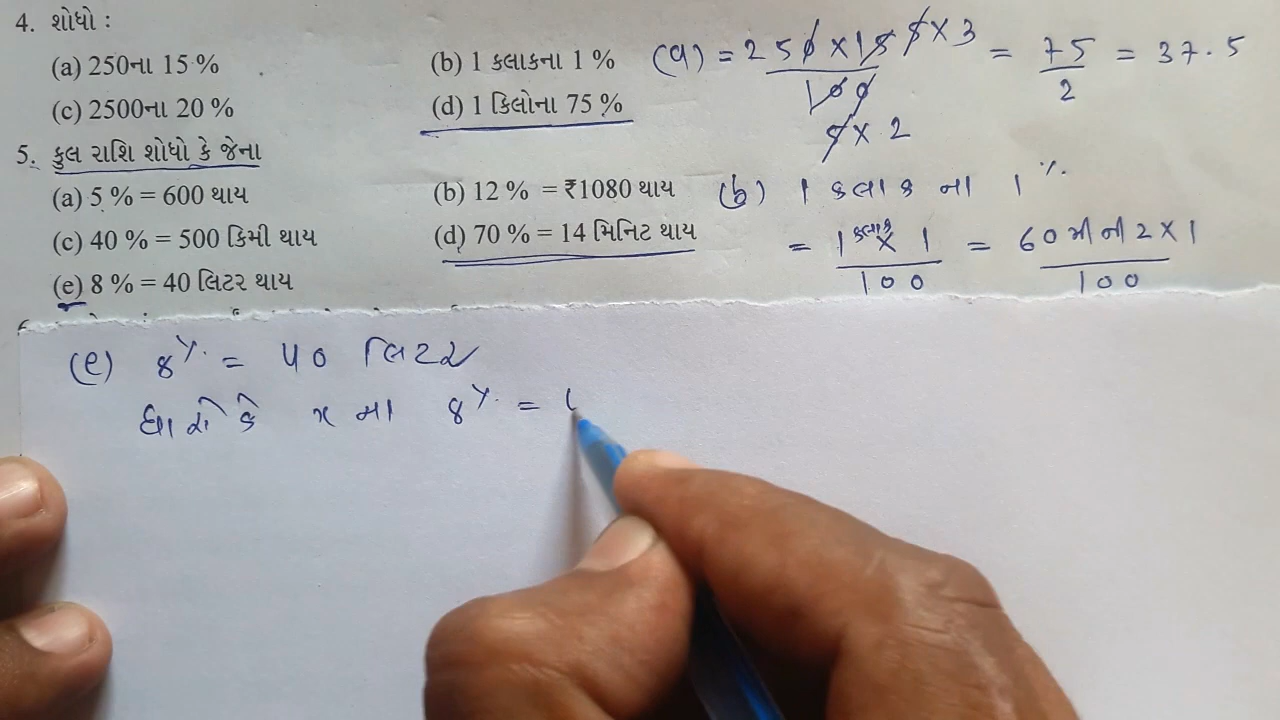 4. શોધો :
(a) 250ના 15 %
(b) 1 કલાકના 1 %
(c) 2500ના 20 %
(d) 1 કિલોના 75 %
5. કુલ રાશિ શોધો કે જેના
(a) 5 % = 600 થાય
(b) 12 % = ₹1080 થાય
(c) 40 % = 500 કિમી થાય
(d) 70 % = 14 મિનિટ થાય
(e) 8 % = 40 લિટર થાય
(a) = 250 × 15 5 × 3 = 75 = 37.5
100 2
5 × 2
(b) 1 કલાક ના 1 %
= 1 કલાક × 1 = 60 મીનીટ × 1
100 100
(e) 8 % = 40 લિટર
ધારો કે x ના 8 % =